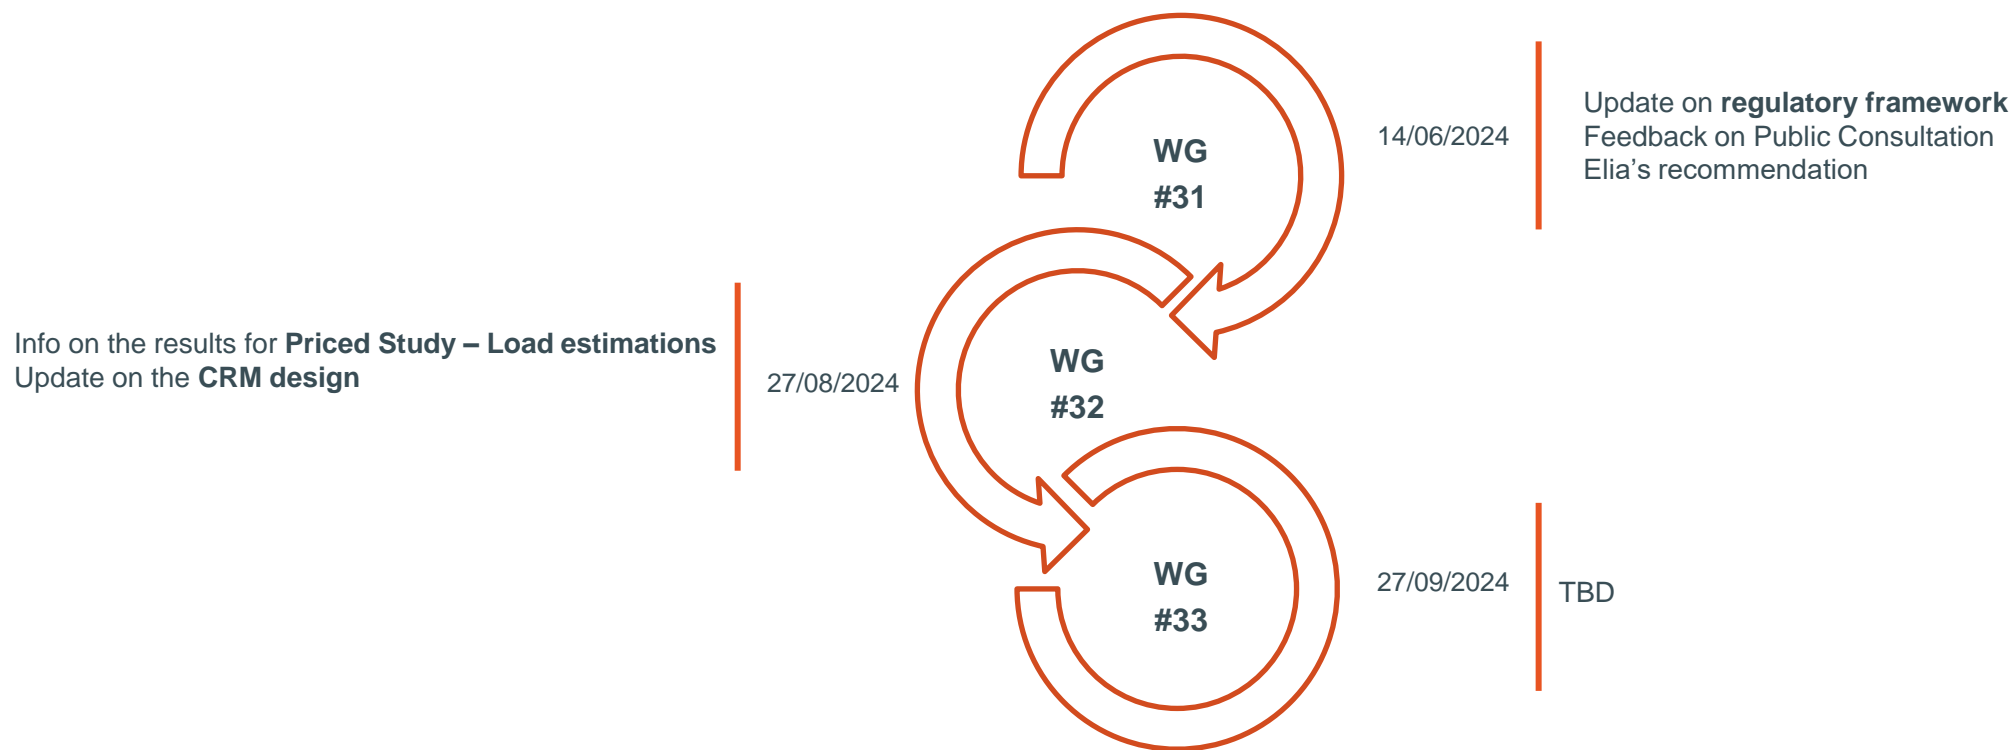 WG
#31
14/06/2024
Update on regulatory framework
Feedback on Public Consultation
Elia’s recommendation
Info on the results for Priced Study – Load estimations
Update on the CRM design
27/08/2024
WG
#32
WG
#33
27/09/2024
TBD